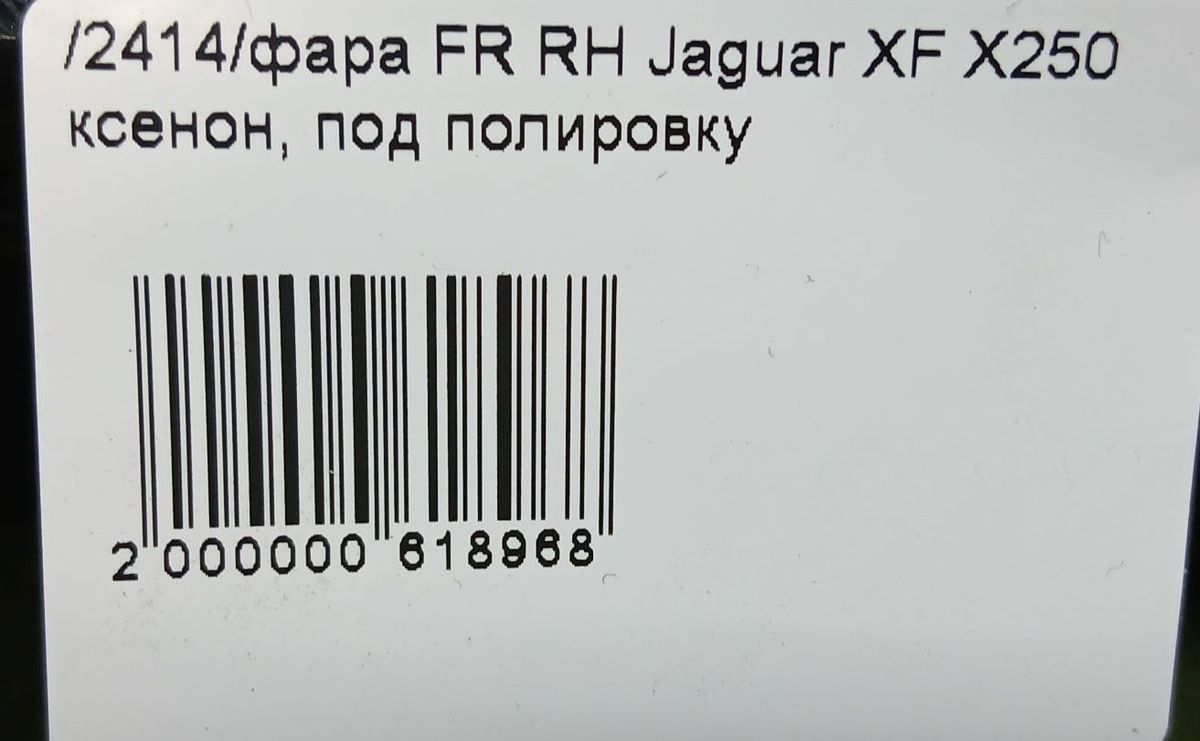 /2414/фара FR RH Jaguar XF X250
ксенон, под полировку
2 000000 618968